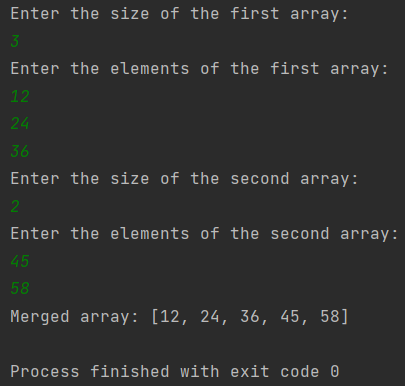 Enter the size of the first array:
3
Enter the elements of the first array:
12
24
36
Enter the size of the second array:
2
Enter the elements of the second array:
45
58
Merged array: [12, 24, 36, 45, 58]
Process finished with exit code 0